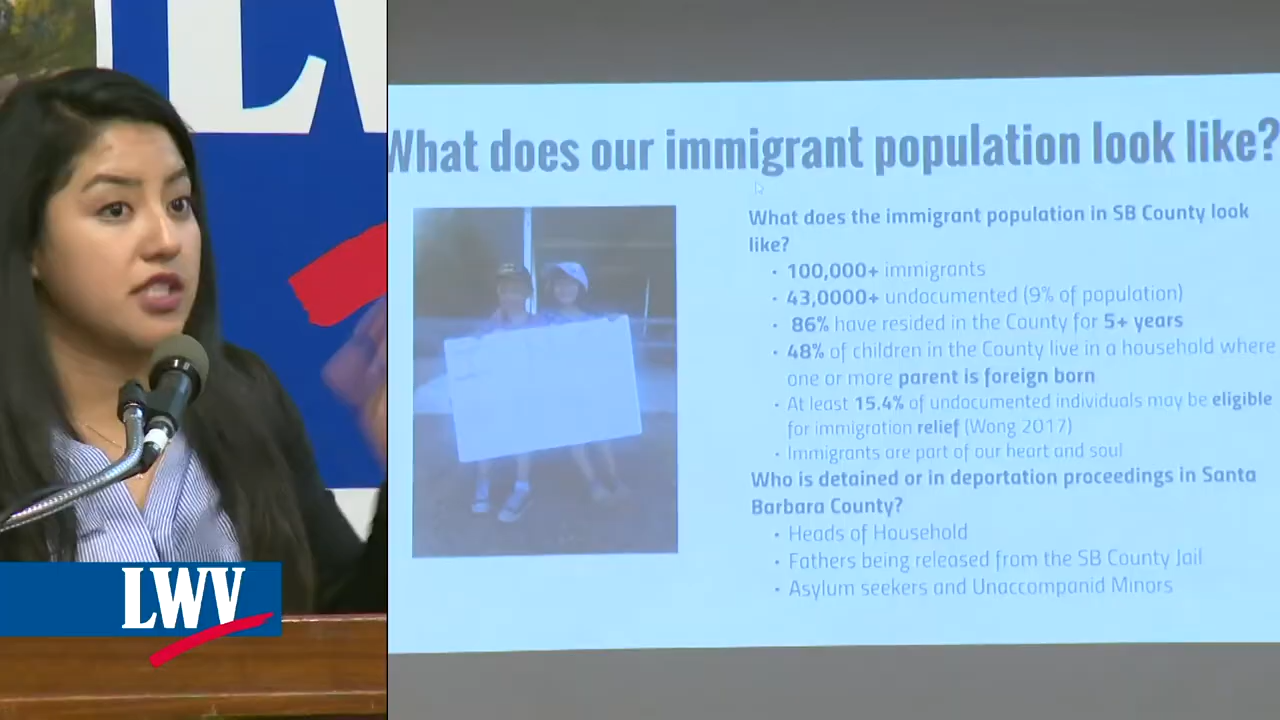 LW
LWV
What does our immigrant population look like?
What does the immigrant population in SB County look
like?
• 100,000+ immigrants
• 43,0000+ undocumented (9% of population)
• 86% have resided in the County for 5+ years
• 48% of children in the County live in a household where
one or more parent is foreign born
• At least 15.4% of undocumented individuals may be eligible
for immigration relief (Wong 2017)
• Immigrants are part of our heart and soul
Who is detained or in deportation proceedings in Santa
Barbara County?
• Heads of Household
• Fathers being released from the SB County Jail
• Asylum seekers and Unaccompanid Minors